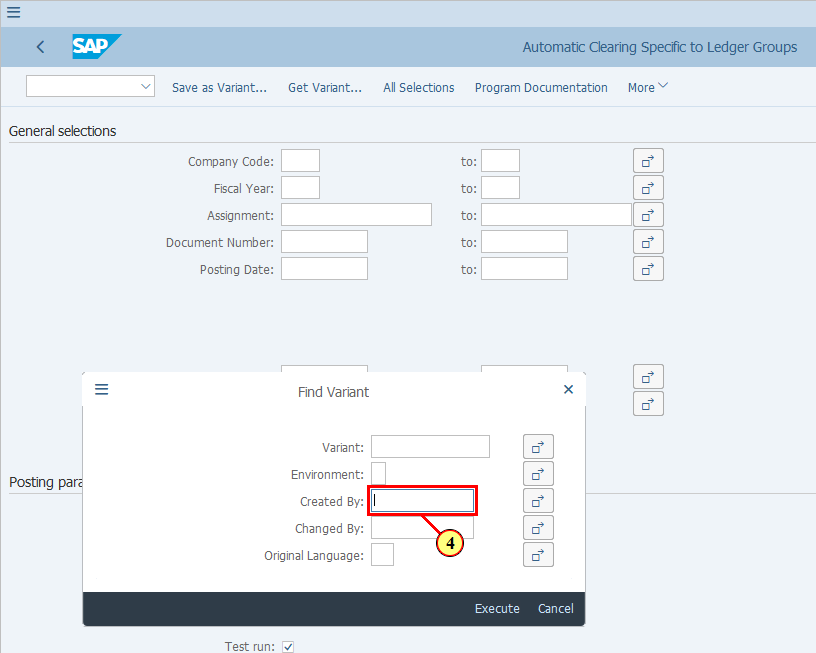 SAP
Automatic Clearing Specific to Ledger Groups
Save as Variant... Get Variant... All Selections Program Documentation More
General selections
Company Code: to:
Fiscal Year: to:
Assignment: to:
Document Number: to:
Posting Date: to:
Find Variant
Variant:
Environment:
Posting para
Created By:
Changed By:
4
Original Language:
Execute Cancel
Test run: